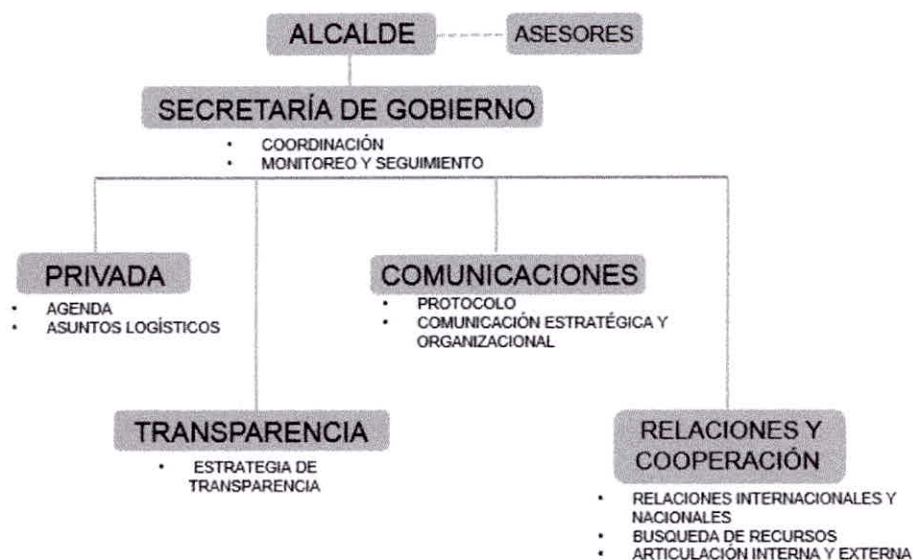 ALCALDE
ASESORES
SECRETARÍA DE GOBIERNO
• COORDINACIÓN
• MONITOREO Y SEGUIMIENTO
PRIVADA
• AGENDA
• ASUNTOS LOGÍSTICOS
COMUNICACIONES
• PROTOCOLO
• COMUNICACIÓN ESTRATÉGICA Y
ORGANIZACIONAL
TRANSPARENCIA
• ESTRATEGIA DE
TRANSPARENCIA
RELACIONES Y
COOPERACIÓN
• RELACIONES INTERNACIONALES Y
NACIONALES
• BUSQUEDA DE RECURSOS
• ARTICULACIÓN INTERNA Y EXTERNA